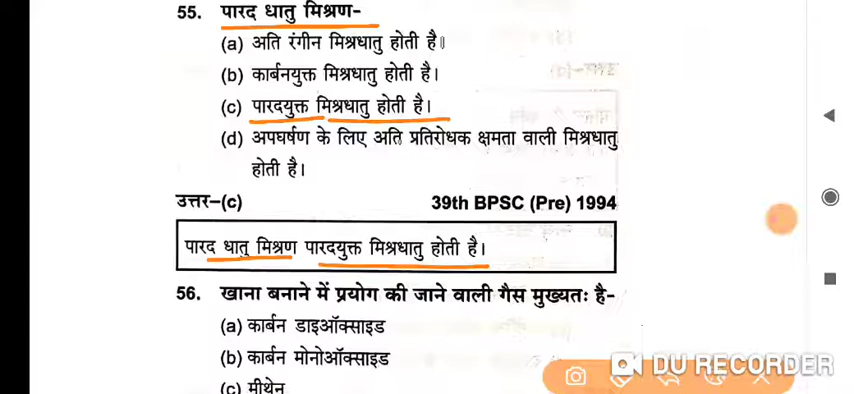 55. पारद धातु मिश्रण-
(a) अति रंगीन मिश्रधातु होती है।
(b) कार्बनयुक्त मिश्रधातु होती है।
(c) पारदयुक्त मिश्रधातु होती है।
(d) अपघर्षण के लिए अति प्रतिरोधक क्षमता वाली मिश्रधातु
होती है।
उत्तर-(c) 39th BPSC (Pre) 1994
पारद धातु मिश्रण पारदयुक्त मिश्रधातु होती है।
56. खाना बनाने में प्रयोग की जाने वाली गैस मुख्यतः है-
(a) कार्बन डाइऑक्साइड
(b) कार्बन मोनोऑक्साइड
(c) मीथेन
DU RECORDER